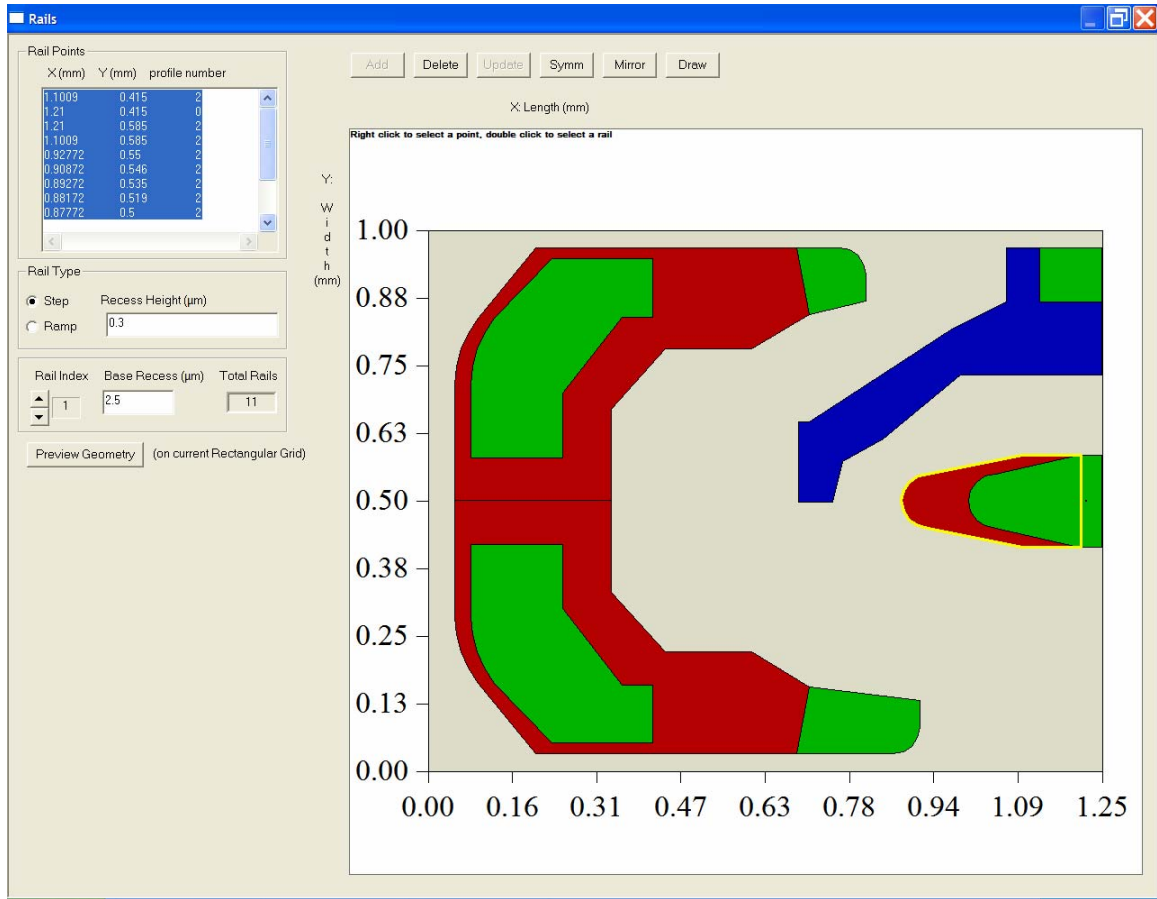 Rails
Rail Points
X (mm) Y (mm) profile number
1.1009 0.415 2
1.21 0.415 0
1.21 0.585 2
1.1009 0.585 2
0.92772 0.55 2
0.90872 0.546 2
0.89272 0.535 2
0.88172 0.519 2
0.87772 0.5 2
Rail Type
Step Recess Height (µm)
Ramp 0.3
Rail Index Base Recess (µm) Total Rails
1 2.5 11
Preview Geometry (on current Rectangular Grid)
Add Delete Update Symm Mirror Draw
X: Length (mm)
Right click to select a point, double click to select a rail
Y:
W
i
d
t
h
(mm)
1.00
0.88
0.75
0.63
0.50
0.38
0.25
0.13
0.00
0.00 0.16 0.31 0.47 0.63 0.78 0.94 1.09 1.25